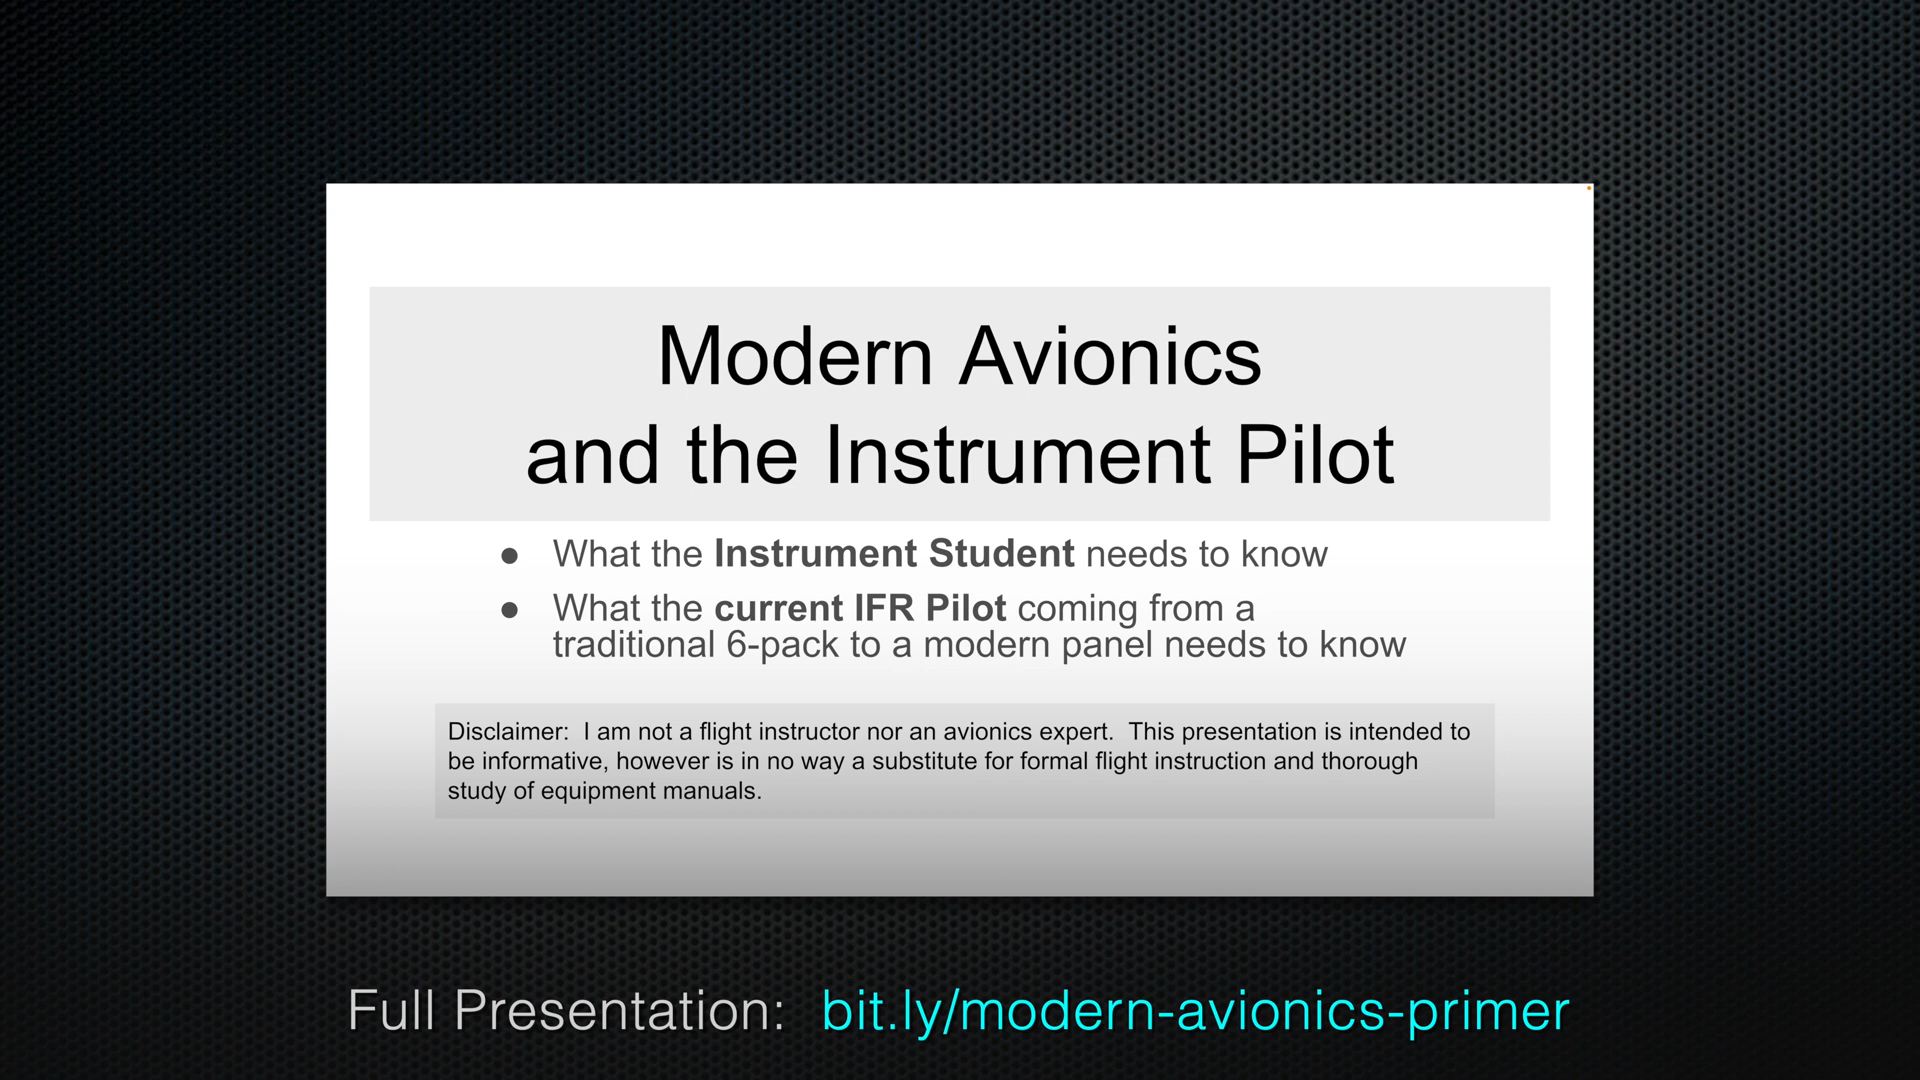 Modern Avionics
and the Instrument Pilot
● What the Instrument Student needs to know
● What the current IFR Pilot coming from a
traditional 6-pack to a modern panel needs to know
Disclaimer:  I am not a flight instructor nor an avionics expert.  This presentation is intended to
be informative, however is in no way a substitute for formal flight instruction and thorough
study of equipment manuals.
Full Presentation:  bit.ly/modern-avionics-primer